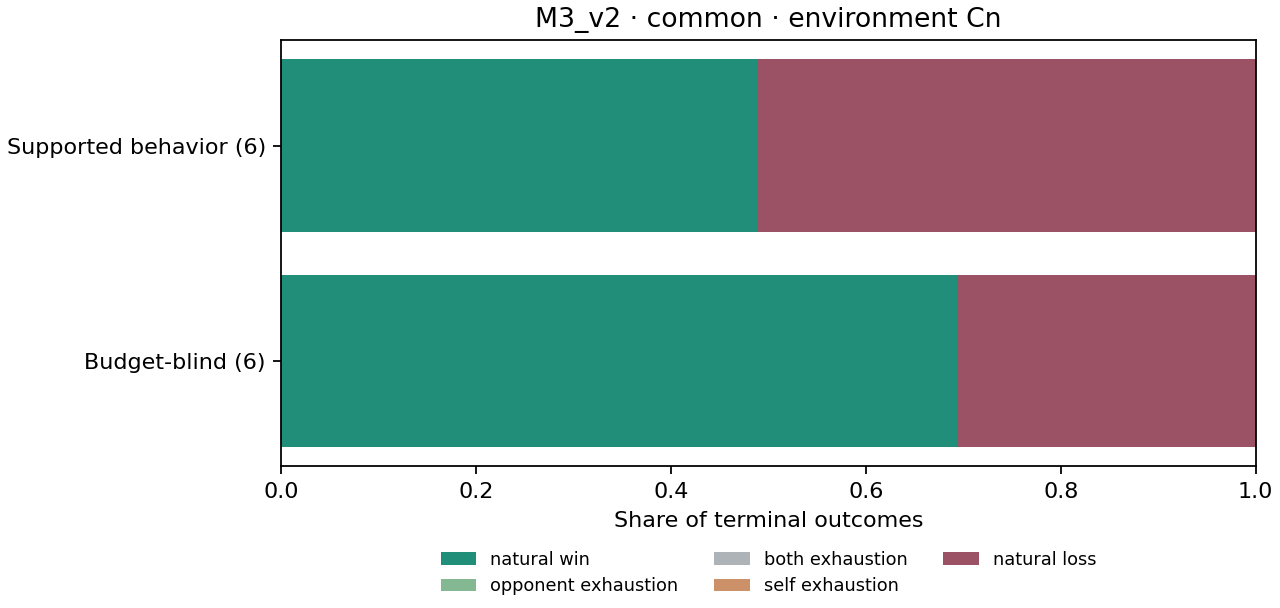 M3_v2 · common · environment Cn
Supported behavior (6)
Budget-blind (6)
0.0 0.2 0.4 0.6 0.8 1.0
Share of terminal outcomes
natural win both exhaustion natural loss
opponent exhaustion self exhaustion